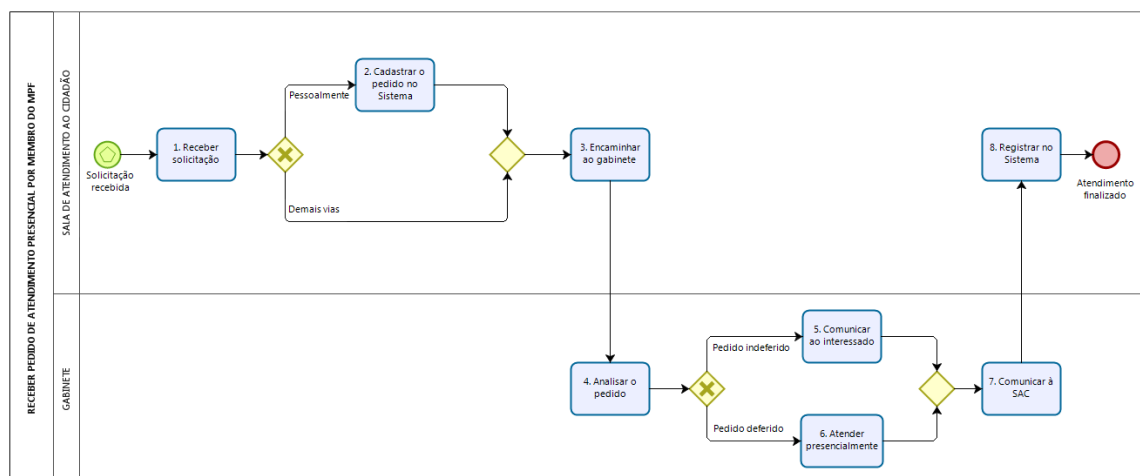 RECEBER PEDIDO DE ATENDIMENTO PRESENCIAL POR MEMBRO DO MPF
SALA DE ATENDIMENTO AO CIDADÃO
Solicitação
recebida
1. Receber
solicitação
Pessoalmente
Demais vias
2. Cadastrar o
pedido no
Sistema
3. Encaminhar
ao gabinete
8. Registrar no
Sistema
Atendimento
finalizado
GABINETE
4. Analisar o
pedido
Pedido indeferido
Pedido deferido
5. Comunicar
ao interessado
6. Atender
presencialmente
7. Comunicar à
SAC